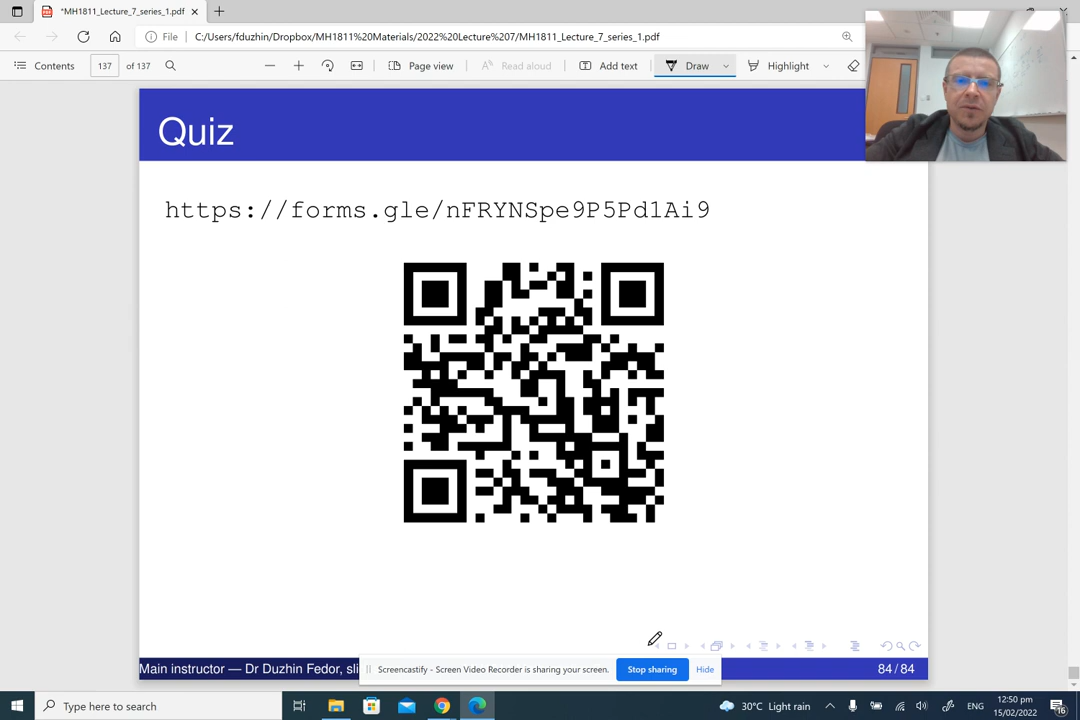 *MH1811_Lecture_7_series_1.pdf
File
C:/Users/fduzhin/Dropbox/MH1811%20Materials/2022%20Lecture%207/MH1811_Lecture_7_series_1.pdf
Contents
137
of 137
Page view
Read aloud
Add text
Draw
Highlight
Quiz
https://forms.gle/nFRYNSpe9P5Pd1Ai9
Main instructor — Dr Duzhin Fedor,
84 / 84
Screencastify - Screen Video Recorder is sharing your screen.
Stop sharing
Hide
Type here to search
30°C Light rain
ENG
12:50 pm
15/02/2022
16